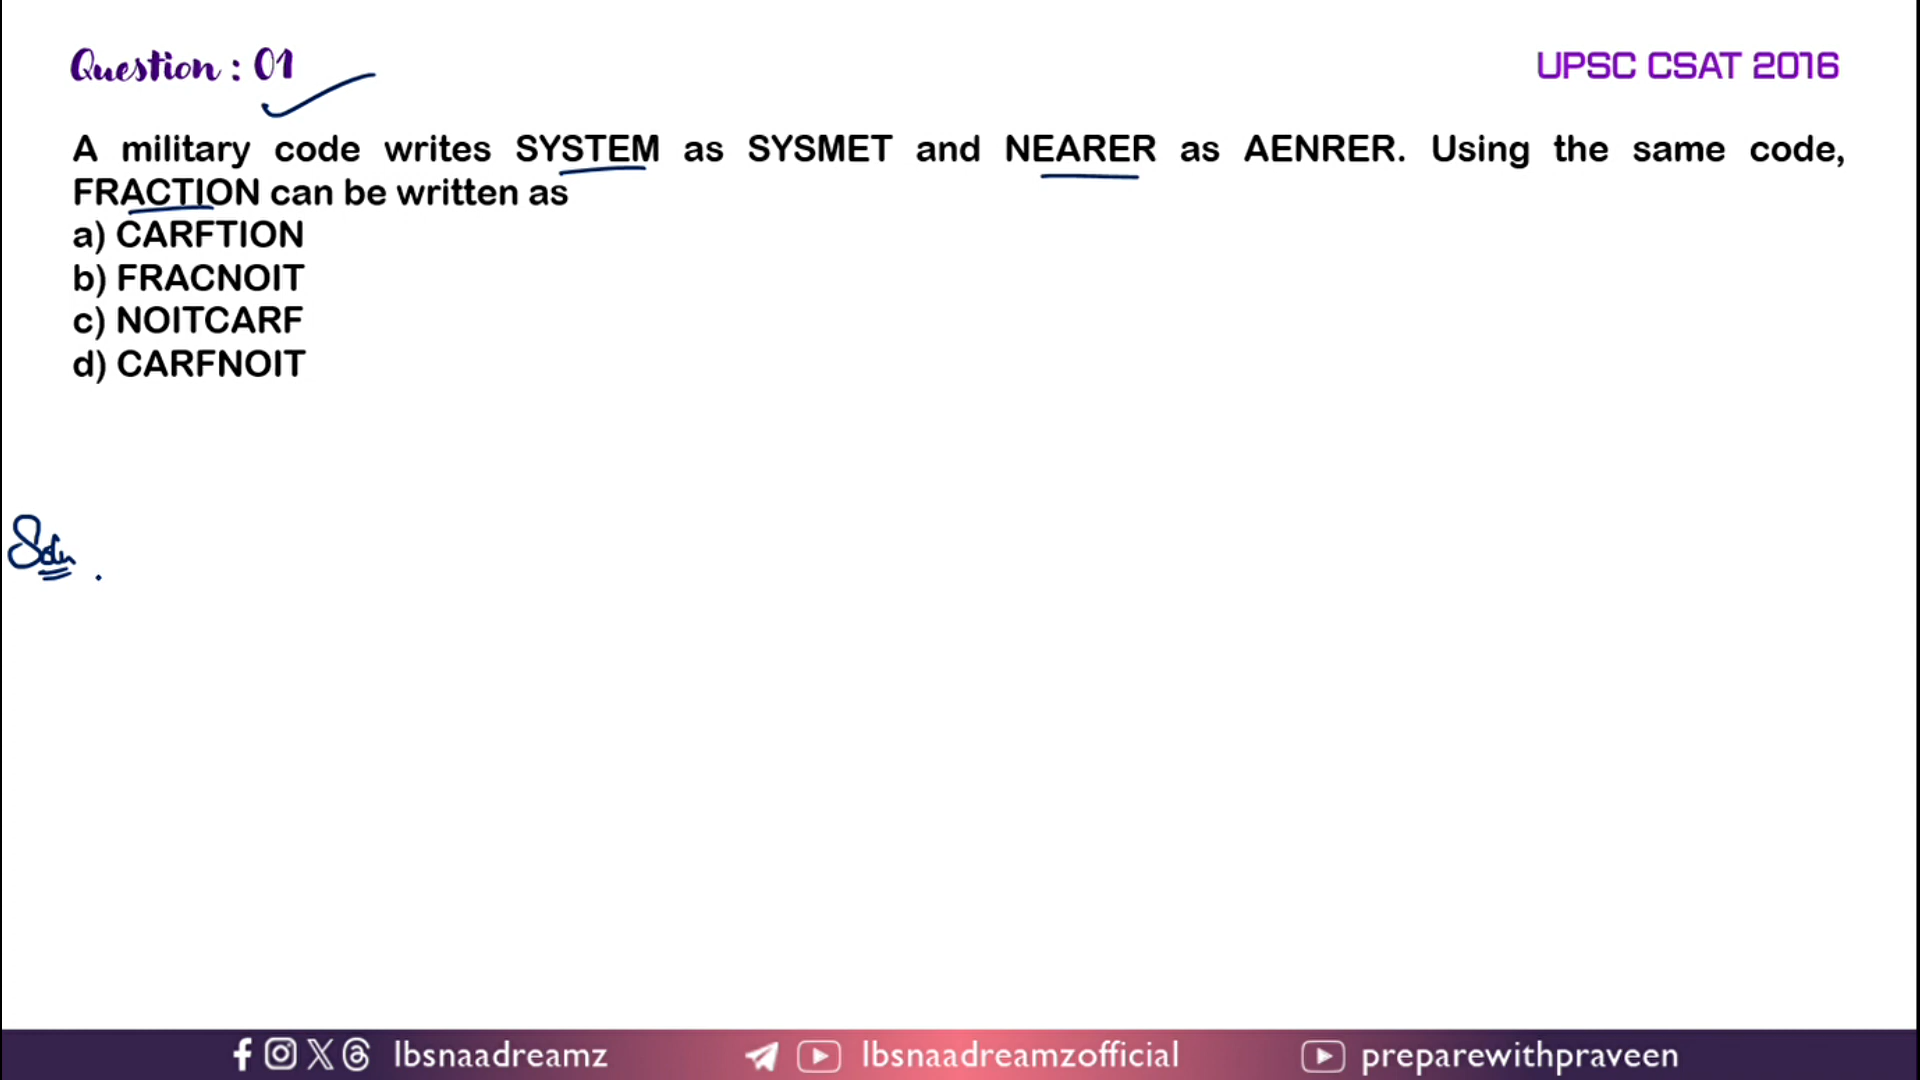 Question : 01
UPSC CSAT 2016
A military code writes SYSTEM as SYSMET and NEARER as AENRER. Using the same code,
FRACTION can be written as
a) CARFTION
b) FRACNOIT
c) NOITCARF
d) CARFNOIT
Soln
lbsnaadreamz
lbsnaadreamzofficial
preparewithpraveen